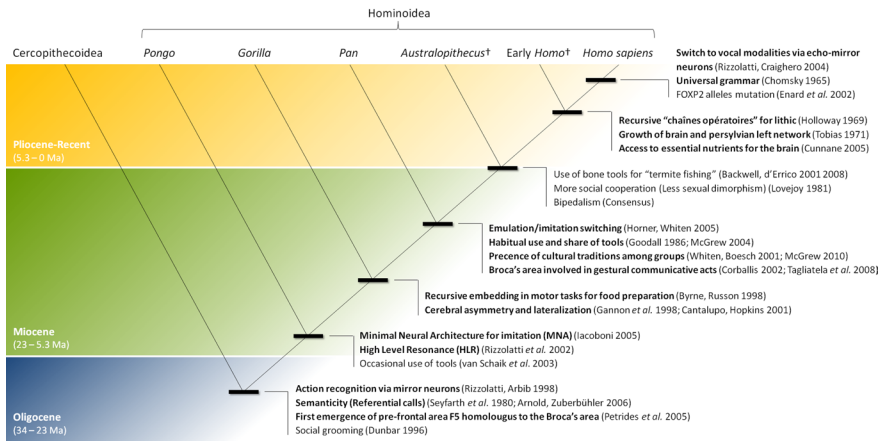 Hominoidea
Cercopithecoidea
Pongo
Gorilla
Pan
Australopithecus†
Early Homo†
Homo sapiens
Switch to vocal modalities via echo-mirror
neurons (Rizzolatti, Craighero 2004)
Universal grammar (Chomsky 1965)
FOXP2 alleles mutation (Enard et al. 2002)
Recursive "chaînes opératoires" for lithic (Holloway 1969)
Growth of brain and persylvian left network (Tobias 1971)
Access to essential nutrients for the brain (Cunnane 2005)
Pliocene-Recent
(5.3 – 0 Ma)
Use of bone tools for "termite fishing" (Backwell, d'Errico 2001 2008)
More social cooperation (Less sexual dimorphism) (Lovejoy 1981)
Bipedalism (Consensus)
Emulation/imitation switching (Horner, Whiten 2005)
Habitual use and share of tools (Goodall 1986; McGrew 2004)
Precence of cultural traditions among groups (Whiten, Boesch 2001; McGrew 2010)
Broca's area involved in gestural communicative acts (Corballis 2002; Tagliatela et al. 2008)
Recursive embedding in motor tasks for food preparation (Byrne, Russon 1998)
Cerebral asymmetry and lateralization (Gannon et al. 1998; Cantalupo, Hopkins 2001)
Miocene
(23 – 5.3 Ma)
Minimal Neural Architecture for imitation (MNA) (Iacoboni 2005)
High Level Resonance (HLR) (Rizzolatti et al. 2002)
Occasional use of tools (van Schaik et al. 2003)
Action recognition via mirror neurons (Rizzolatti, Arbib 1998)
Semanticity (Referential calls) (Seyfarth et al. 1980; Arnold, Zuberbühler 2006)
First emergence of pre-frontal area F5 homolougus to the Broca's area (Petrides et al. 2005)
Social grooming (Dunbar 1996)
Oligocene
(34 – 23 Ma)